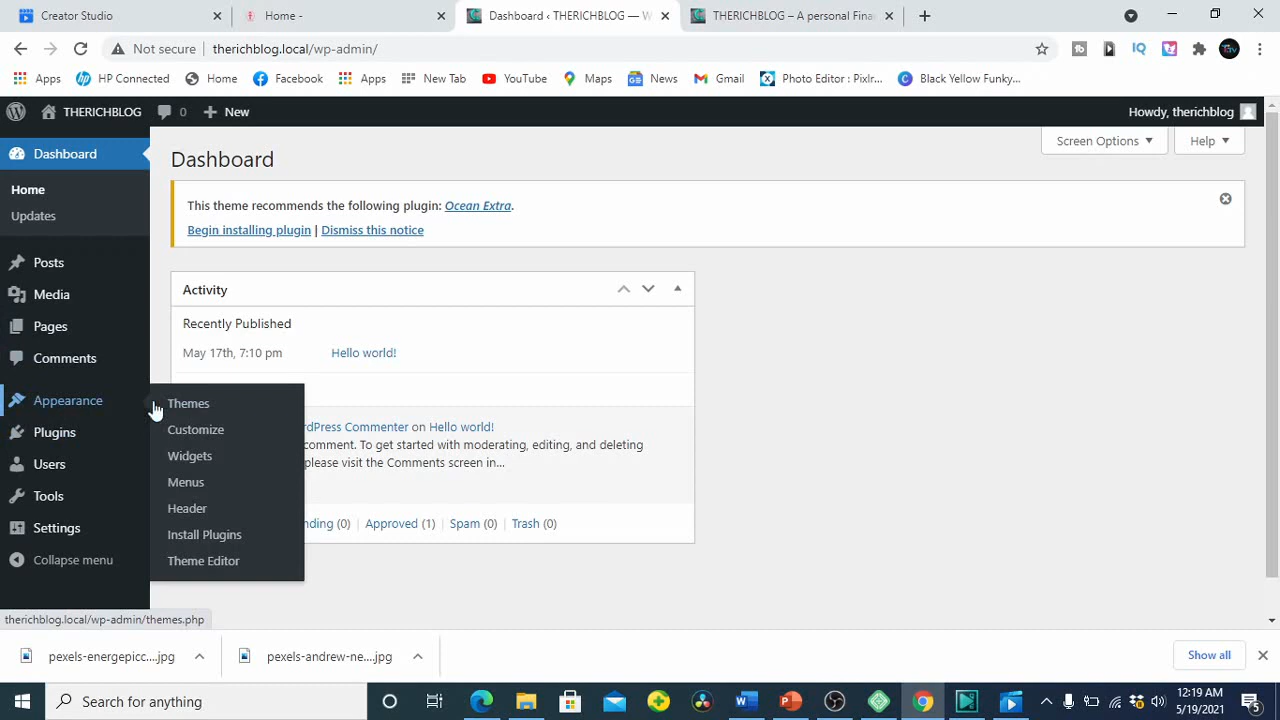 Creator Studio
Home -
Dashboard ‹ THERICHBLOG — W
THERICHBLOG – A personal Fina
Not secure
therichblog.local/wp-admin/
Apps
HP Connected
Home
Facebook
Apps
New Tab
YouTube
Maps
News
Gmail
Photo Editor : Pixlr...
Black Yellow Funky...
THERICHBLOG
0
New
Howdy, therichblog
Dashboard
Home
Updates
Posts
Media
Pages
Comments
Appearance
Plugins
Users
Tools
Settings
Collapse menu
Themes
Customize
Widgets
Menus
Header
Install Plugins
Theme Editor
Screen Options
Help
Dashboard
This theme recommends the following plugin: Ocean Extra.
Begin installing plugin | Dismiss this notice
Activity
Recently Published
May 17th, 7:10 pm
Hello world!
rdPress Commenter on Hello world!
comment. To get started with moderating, editing, and deleting
please visit the Comments screen in...
nding (0)
Approved (1)
Spam (0)
Trash (0)
therichblog.local/wp-admin/themes.php
pexels-energepicc....jpg
pexels-andrew-ne....jpg
Show all
Search for anything
12:19 AM
5/19/2021
5